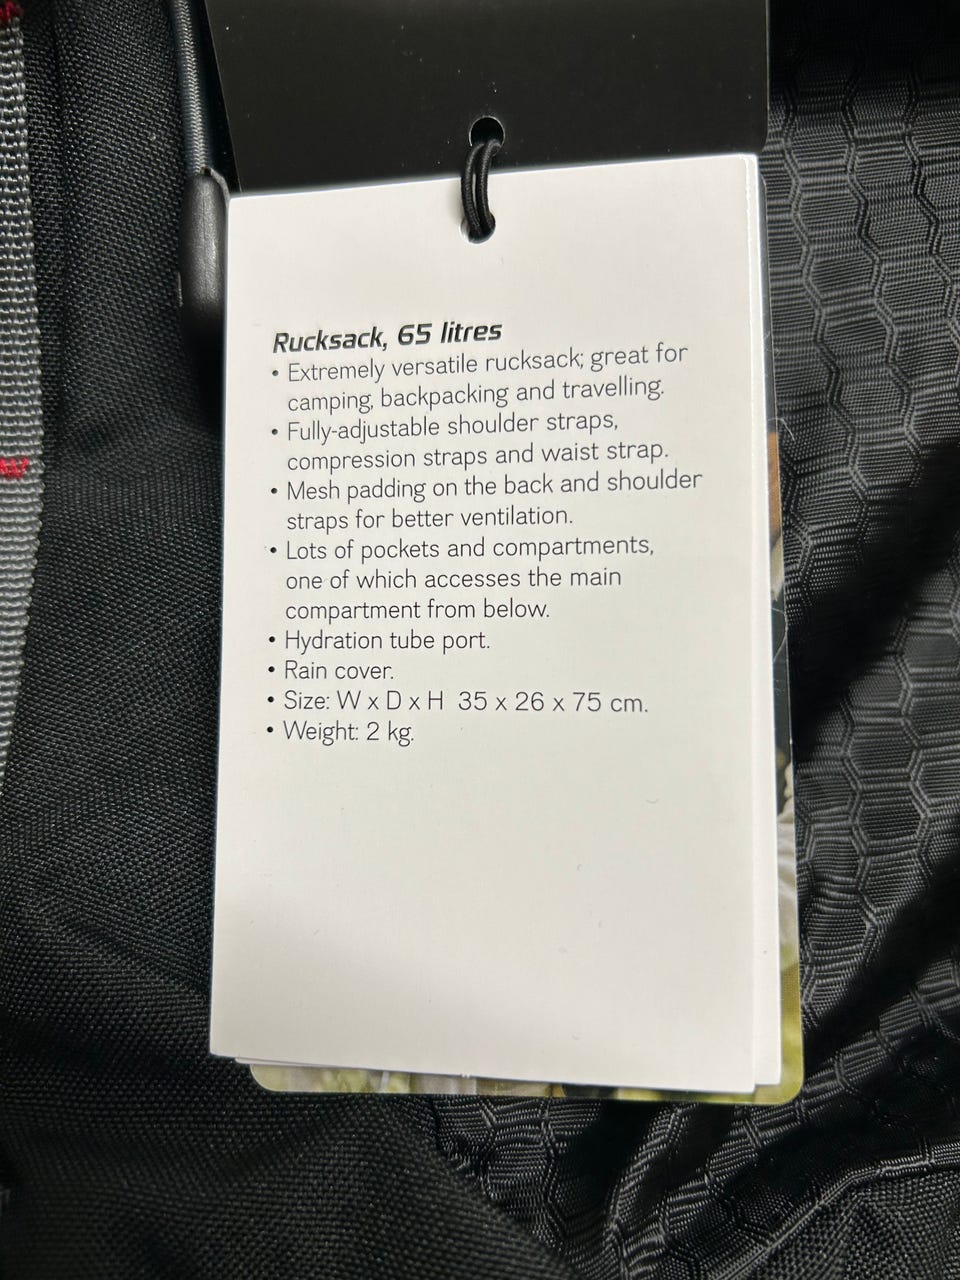 Rucksack, 65 litres
• Extremely versatile rucksack; great for
camping, backpacking and travelling.
• Fully-adjustable shoulder straps,
compression straps and waist strap.
• Mesh padding on the back and shoulder
straps for better ventilation.
• Lots of pockets and compartments,
one of which accesses the main
compartment from below.
• Hydration tube port.
• Rain cover.
• Size: W x D x H  35 x 26 x 75 cm.
• Weight: 2 kg.